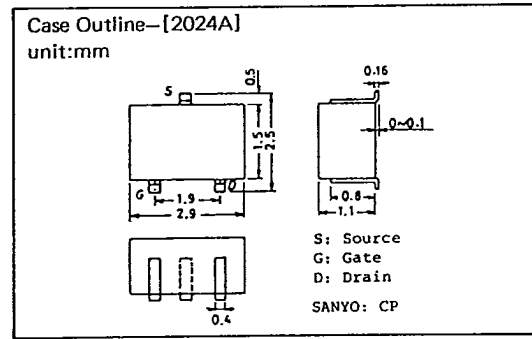 Case Outline—[2024A]
unit:mm
S
0.5
1.5
2.5
G
D
1.9
2.9
0.16
0~0.1
0.8
1.1
0.4
S: Source
G: Gate
D: Drain
SANYO: CP